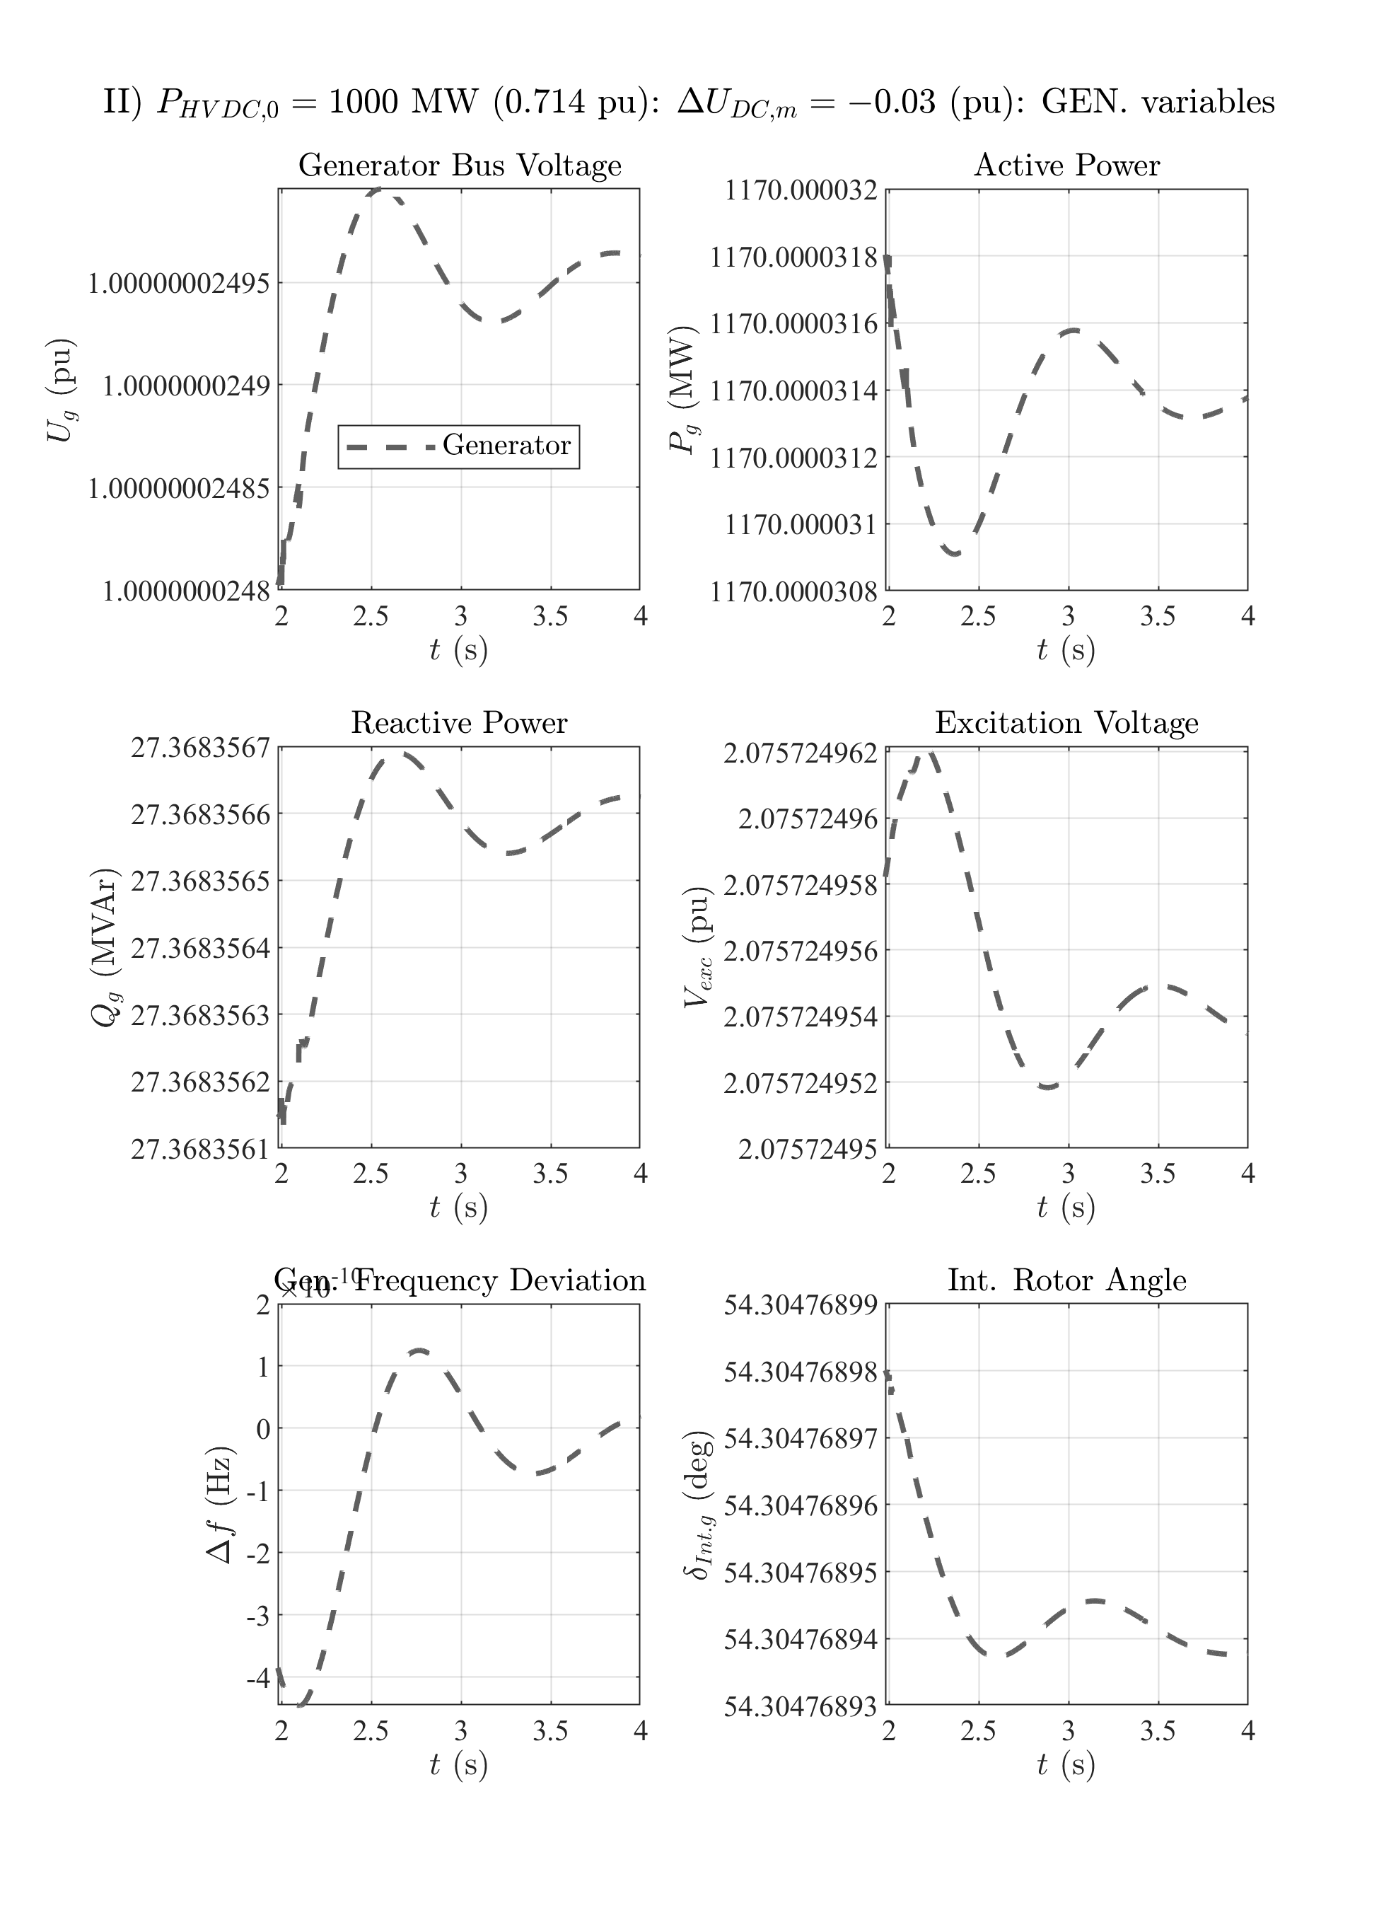 II) P_{HVDC,0} = 1000 MW (0.714 pu): ΔU_{DC,m} = −0.03 (pu): GEN. variables
Generator Bus Voltage
1.00000002495
1.0000000249
1.00000002485
1.0000000248
U_g (pu)
Generator
2 2.5 3 3.5 4
t (s)
Active Power
1170.000032
1170.0000318
1170.0000316
1170.0000314
1170.0000312
1170.000031
1170.0000308
P_g (MW)
2 2.5 3 3.5 4
t (s)
Reactive Power
27.3683567
27.3683566
27.3683565
27.3683564
27.3683563
27.3683562
27.3683561
Q_g (MVAr)
2 2.5 3 3.5 4
t (s)
Excitation Voltage
2.075724962
2.07572496
2.075724958
2.075724956
2.075724954
2.075724952
2.07572495
V_{exc} (pu)
2 2.5 3 3.5 4
t (s)
Gen. Frequency Deviation
×10^{-10}
2
1
0
-1
-2
-3
-4
Δf (Hz)
2 2.5 3 3.5 4
t (s)
Int. Rotor Angle
54.30476899
54.30476898
54.30476897
54.30476896
54.30476895
54.30476894
54.30476893
δ_{Int.g} (deg)
2 2.5 3 3.5 4
t (s)